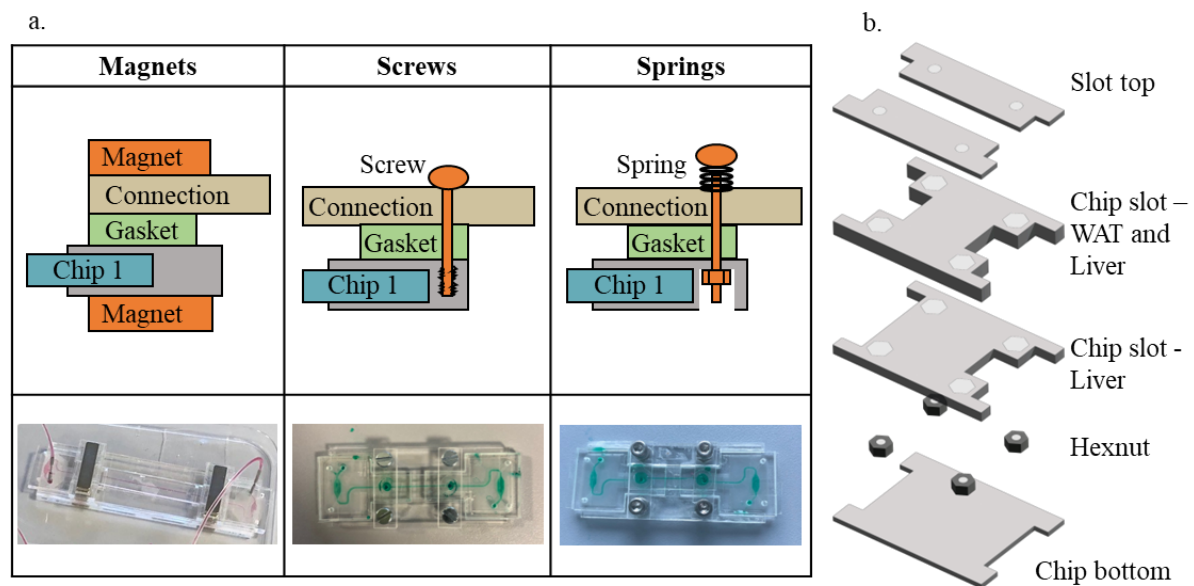 a.
Magnets
Screws
Springs
Magnet
Connection
Gasket
Chip 1
Magnet
Screw
Connection
Gasket
Chip 1
Spring
Connection
Gasket
Chip 1
b.
Slot top
Chip slot –
WAT and
Liver
Chip slot -
Liver
Hexnut
Chip bottom